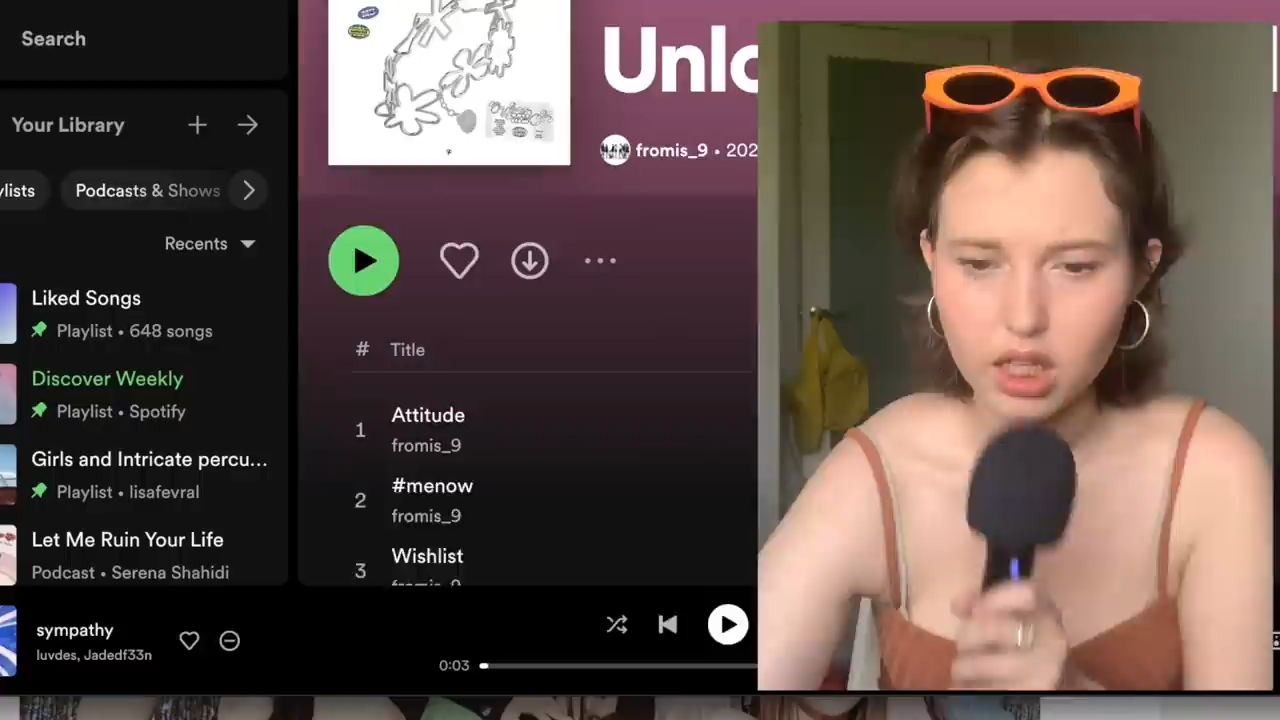 Search
Your Library
ylists
Podcasts & Shows
Recents
Liked Songs
Playlist • 648 songs
Discover Weekly
Playlist • Spotify
Girls and Intricate percu...
Playlist • lisafevral
Let Me Ruin Your Life
Podcast • Serena Shahidi
Unlo
fromis_9 • 202
# Title
1 Attitude
fromis_9
2 #menow
fromis_9
3 Wishlist
fromis_9
sympathy
luvdes, Jadedf33n
0:03